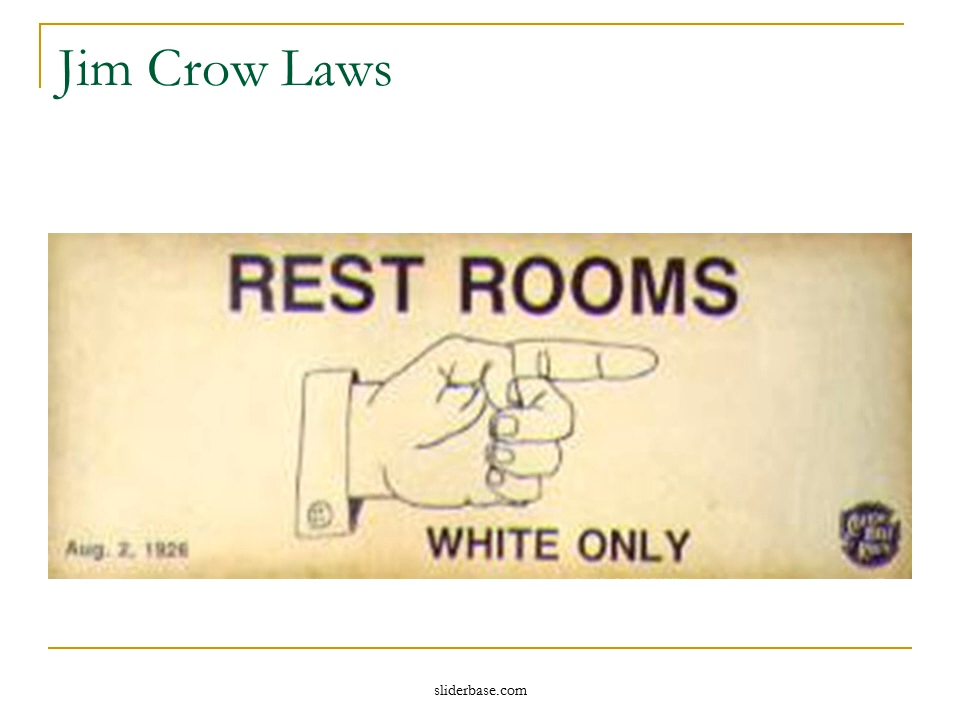 Jim Crow Laws
REST ROOMS
WHITE ONLY
Aug. 2, 1926
sliderbase.com